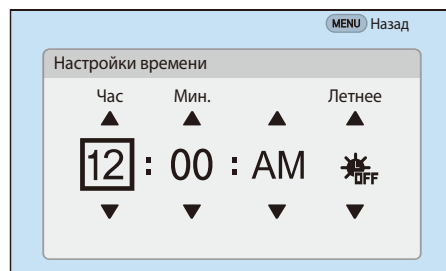 MENU Назад
Настройки времени
Час Мин. Летнее
12 : 00 : AM OFF